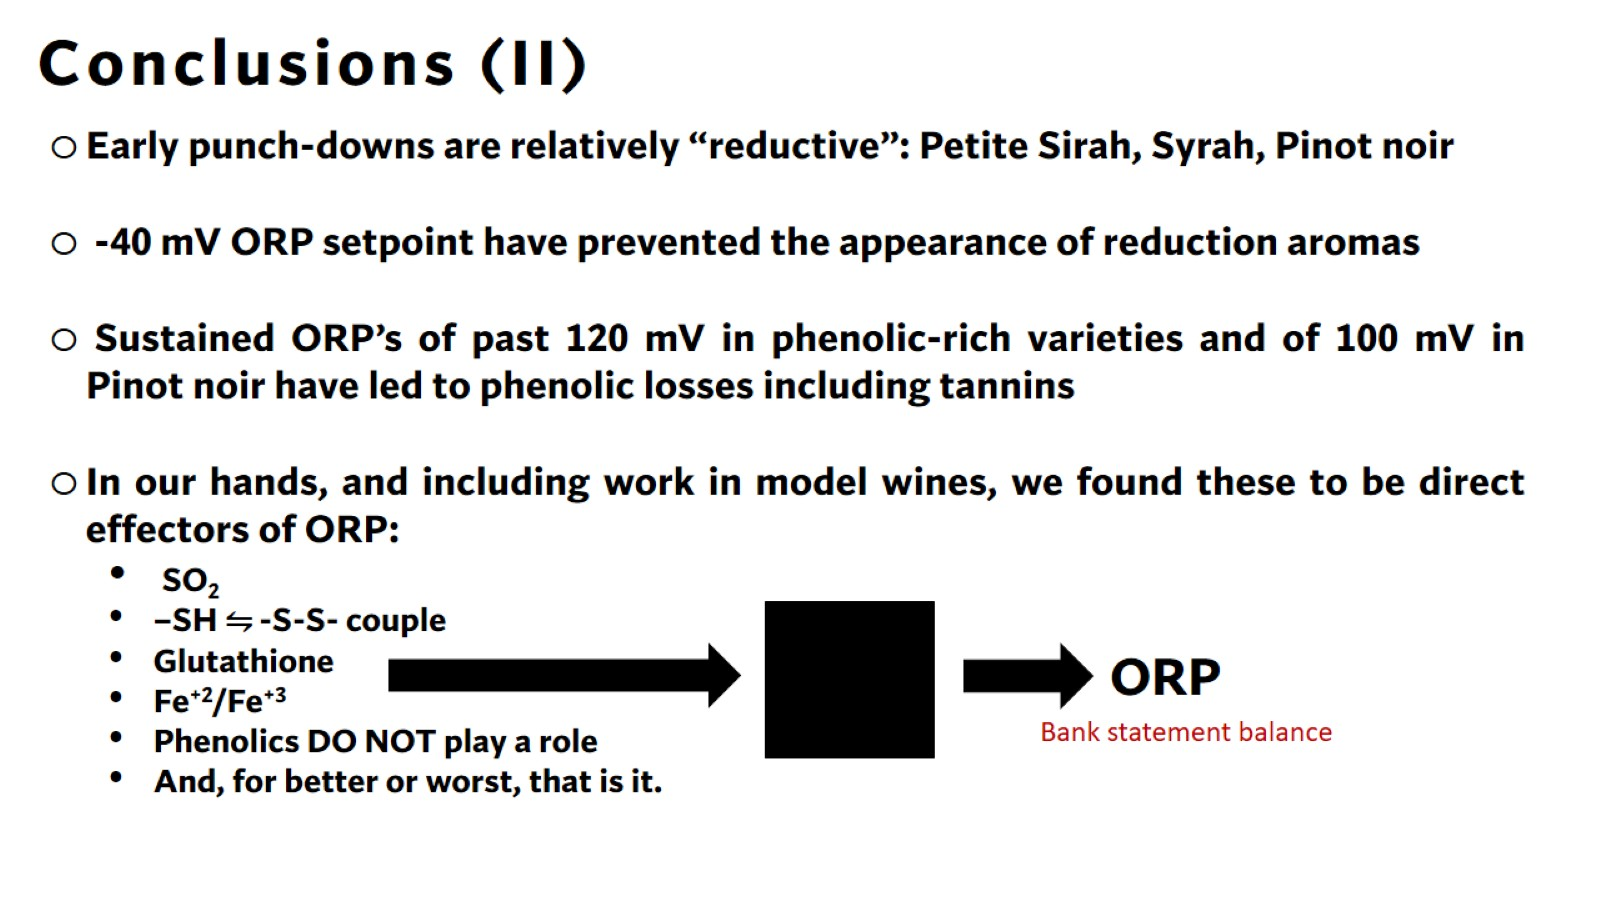 Conclusions (II)
○ Early punch-downs are relatively “reductive”: Petite Sirah, Syrah, Pinot noir
○ -40 mV ORP setpoint have prevented the appearance of reduction aromas
○ Sustained ORP’s of past 120 mV in phenolic-rich varieties and of 100 mV in
Pinot noir have led to phenolic losses including tannins
○ In our hands, and including work in model wines, we found these to be direct
effectors of ORP:
• SO₂
• –SH ⇋ -S-S- couple
• Glutathione
• Fe⁺²/Fe⁺³
• Phenolics DO NOT play a role
• And, for better or worst, that is it.
ORP
Bank statement balance